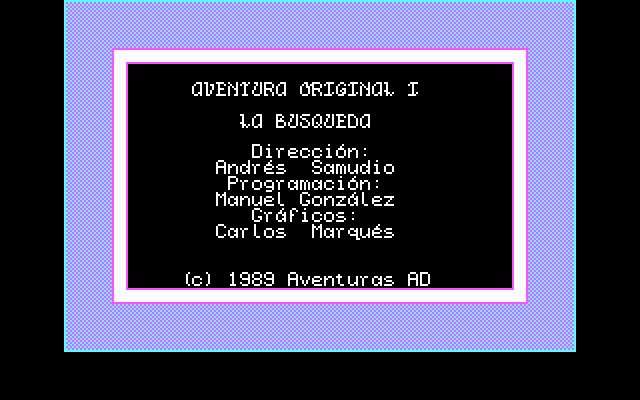 AVENTURA ORIGINAL I
LA BUSQUEDA
Dirección:
Andrés Samudio
Programación:
Manuel González
Gráficos:
Carlos Marqués
(c) 1989 Aventuras AD